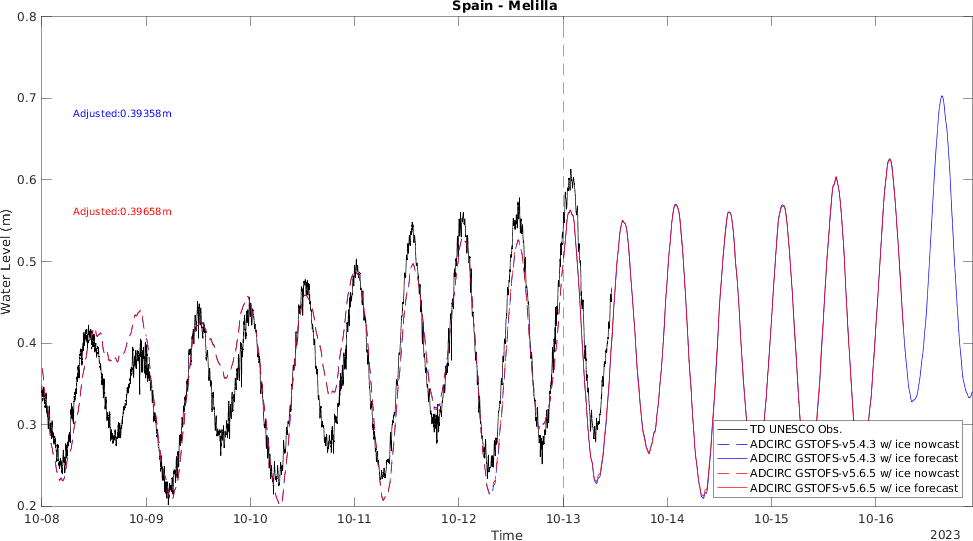 Spain - Melilla
0.8
0.7
0.6
0.5
0.4
0.3
0.2
Water Level (m)
Adjusted:0.39358m
Adjusted:0.39658m
TD UNESCO Obs.
ADCIRC GSTOFS-v5.4.3 w/ ice nowcast
ADCIRC GSTOFS-v5.4.3 w/ ice forecast
ADCIRC GSTOFS-v5.6.5 w/ ice nowcast
ADCIRC GSTOFS-v5.6.5 w/ ice forecast
10-08 10-09 10-10 10-11 10-12 10-13 10-14 10-15 10-16
Time
2023